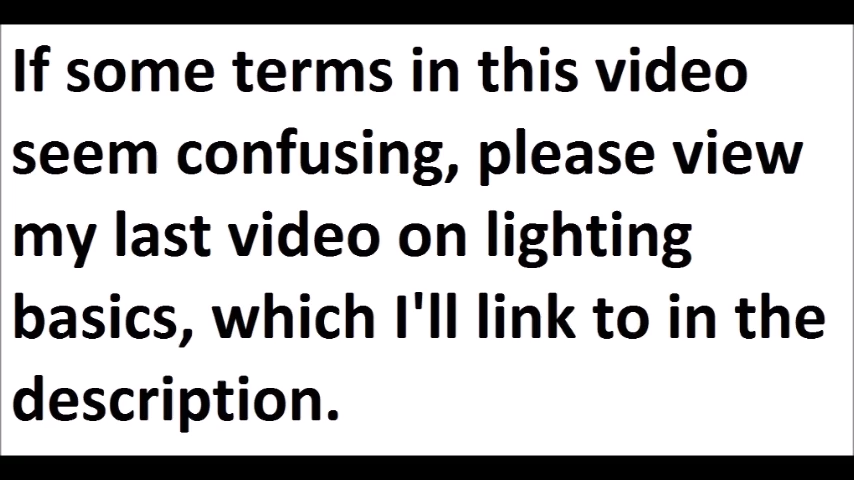 If some terms in this video
seem confusing, please view
my last video on lighting
basics, which I'll link to in the
description.